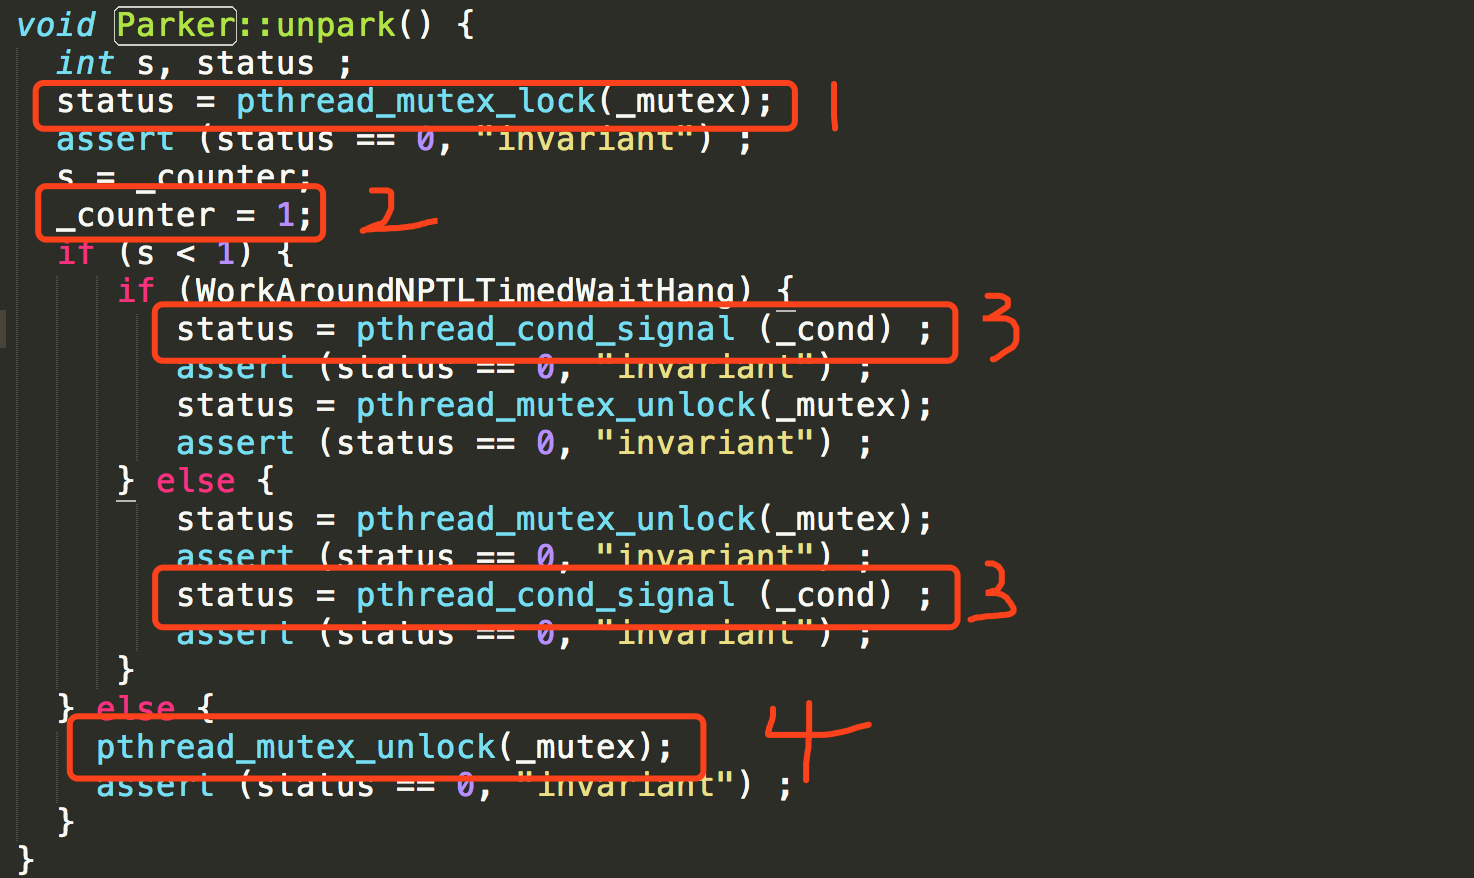 void Parker::unpark() {
int s, status ;
status = pthread_mutex_lock(_mutex); 1
assert (status == 0, "invariant") ;
s = _counter;
_counter = 1; 2
if (s < 1) {
if (WorkAroundNPTLTimedWaitHang) {
status = pthread_cond_signal (_cond) ; 3
assert (status == 0, "invariant") ;
status = pthread_mutex_unlock(_mutex);
assert (status == 0, "invariant") ;
} else {
status = pthread_mutex_unlock(_mutex);
assert (status == 0, "invariant") ;
status = pthread_cond_signal (_cond) ; 3
assert (status == 0, "invariant") ;
}
} else {
pthread_mutex_unlock(_mutex); 4
assert (status == 0, "invariant") ;
}
}